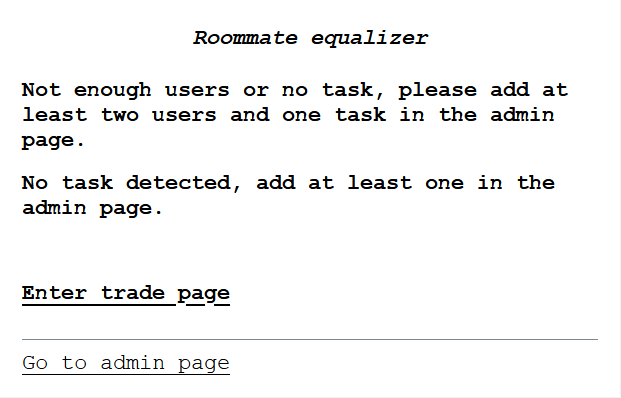 Roommate equalizer
Not enough users or no task, please add at
least two users and one task in the admin
page.
No task detected, add at least one in the
admin page.
Enter trade page
Go to admin page